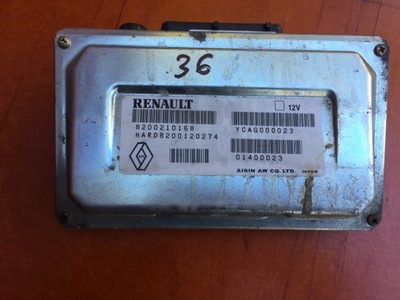 36
RENAULT
12V
8200210168
YCAG000023
HARD8200120274
01400023
AISIN AW CO. LTD. JAPAN